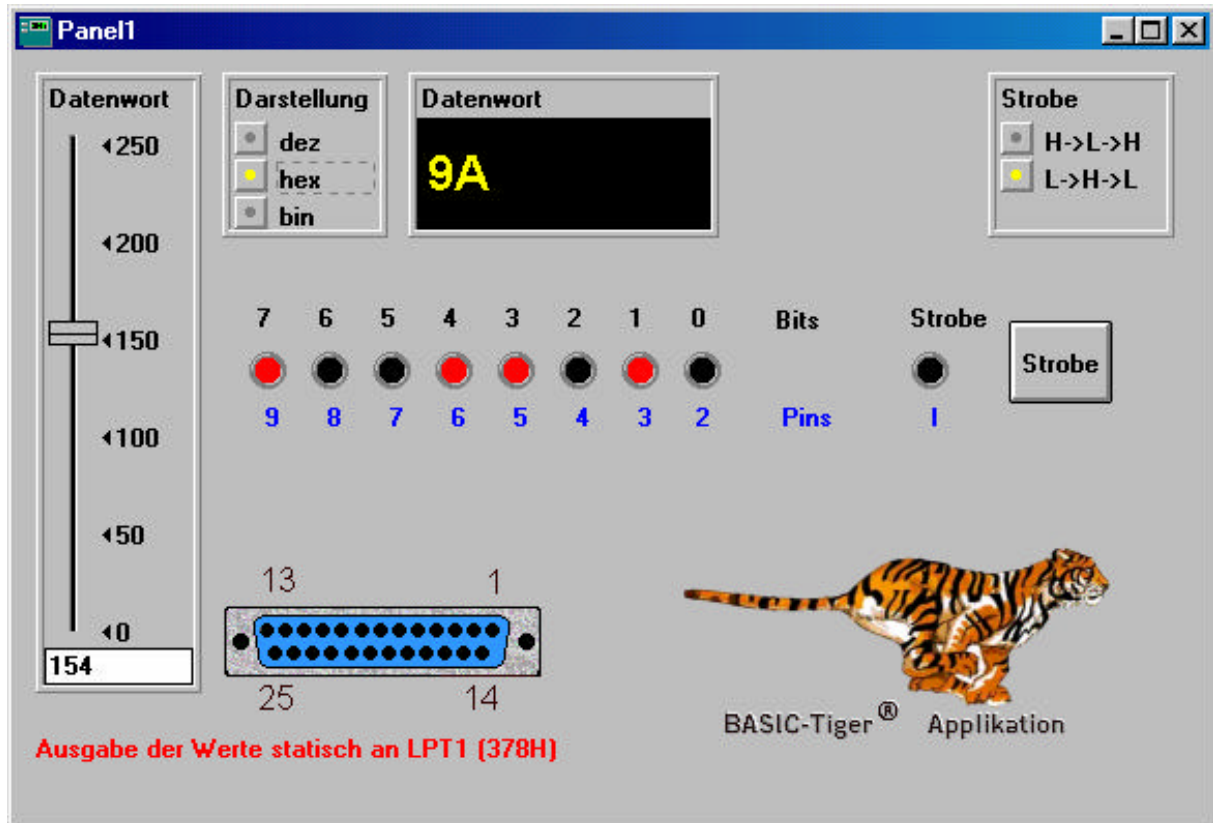 Panel1
Datenwort
250
200
150
100
50
0
154
Darstellung
dez
hex
bin
Datenwort
9A
Strobe
H->L->H
L->H->L
7 6 5 4 3 2 1 0 Bits Strobe
Strobe
9 8 7 6 5 4 3 2 Pins I
13 1
25 14
BASIC-Tiger® Applikation
Ausgabe der Werte statisch an LPT1 (378H)